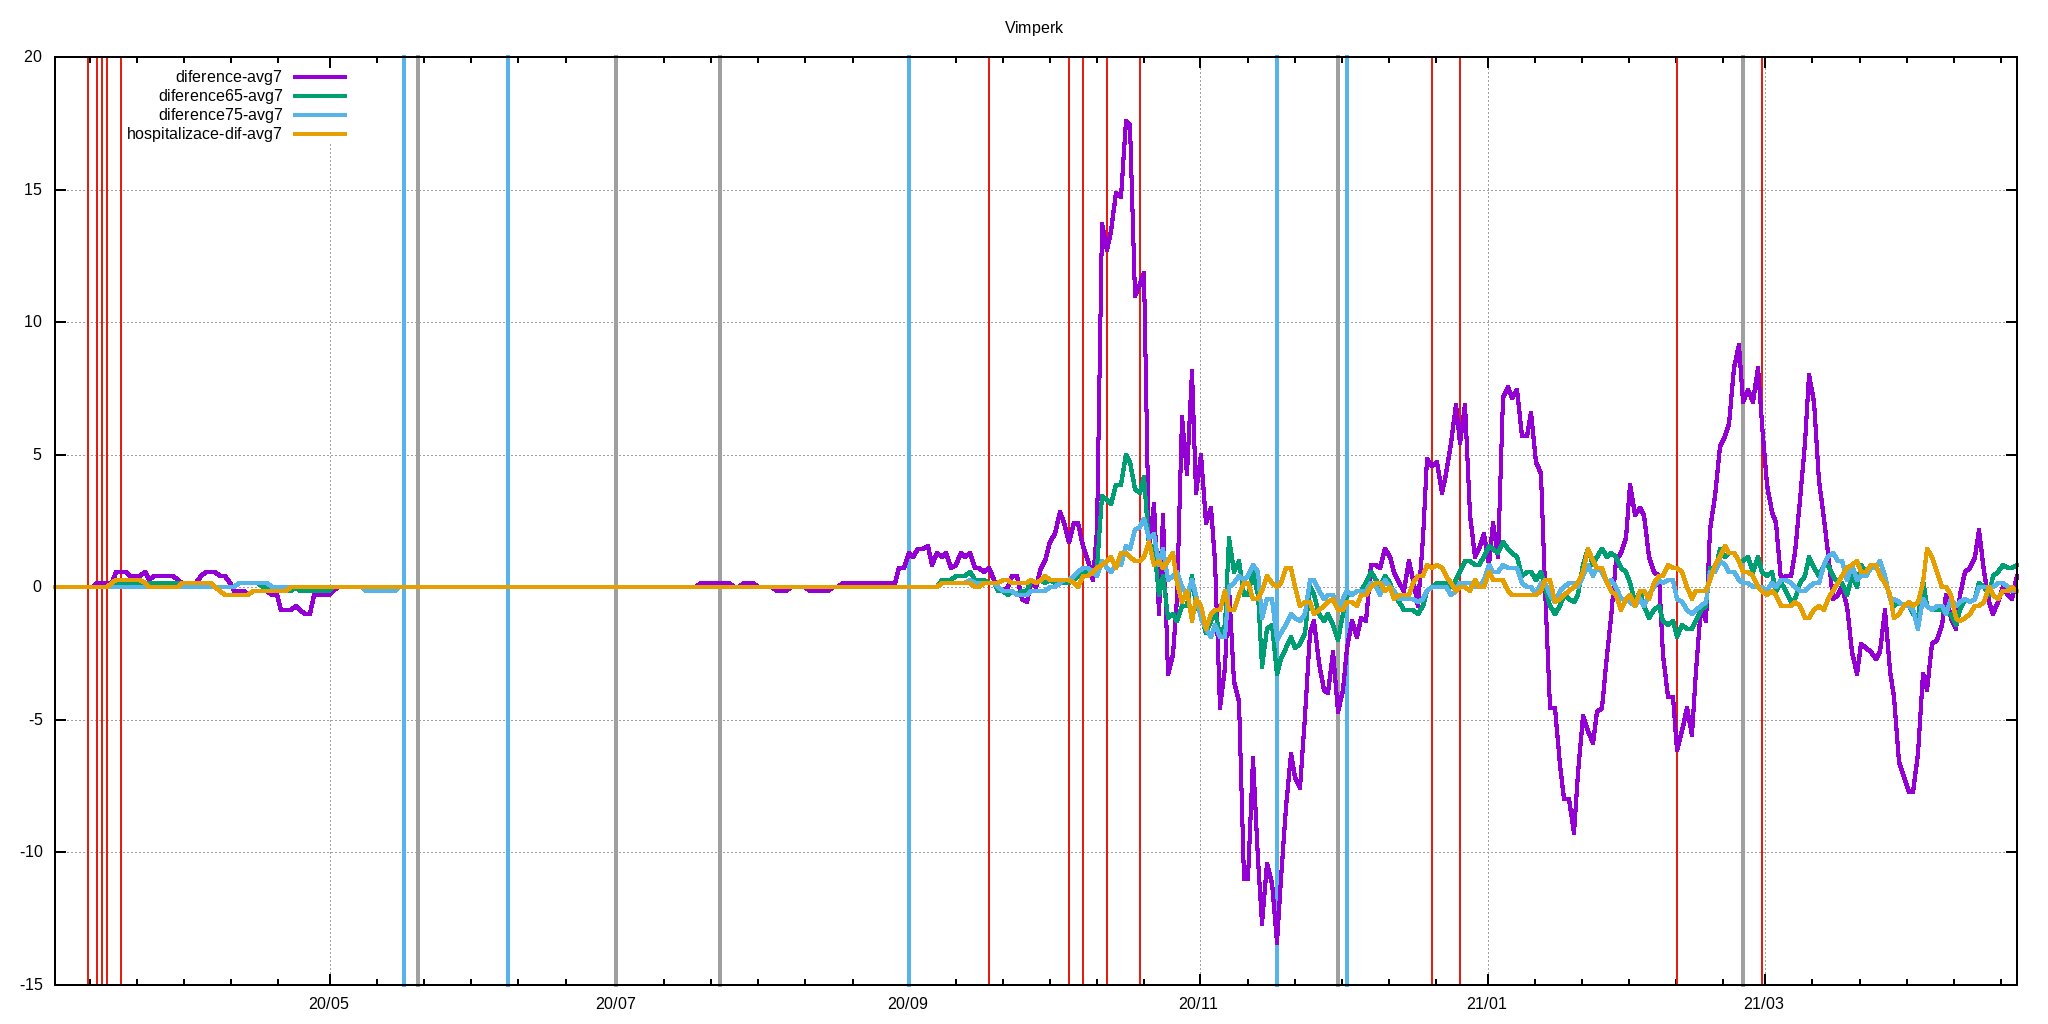 Vimperk
20
diference-avg7
diference65-avg7
diference75-avg7
hospitalizace-dif-avg7
15
10
5
0
-5
-10
-15
20/05 20/07 20/09 20/11 21/01 21/03